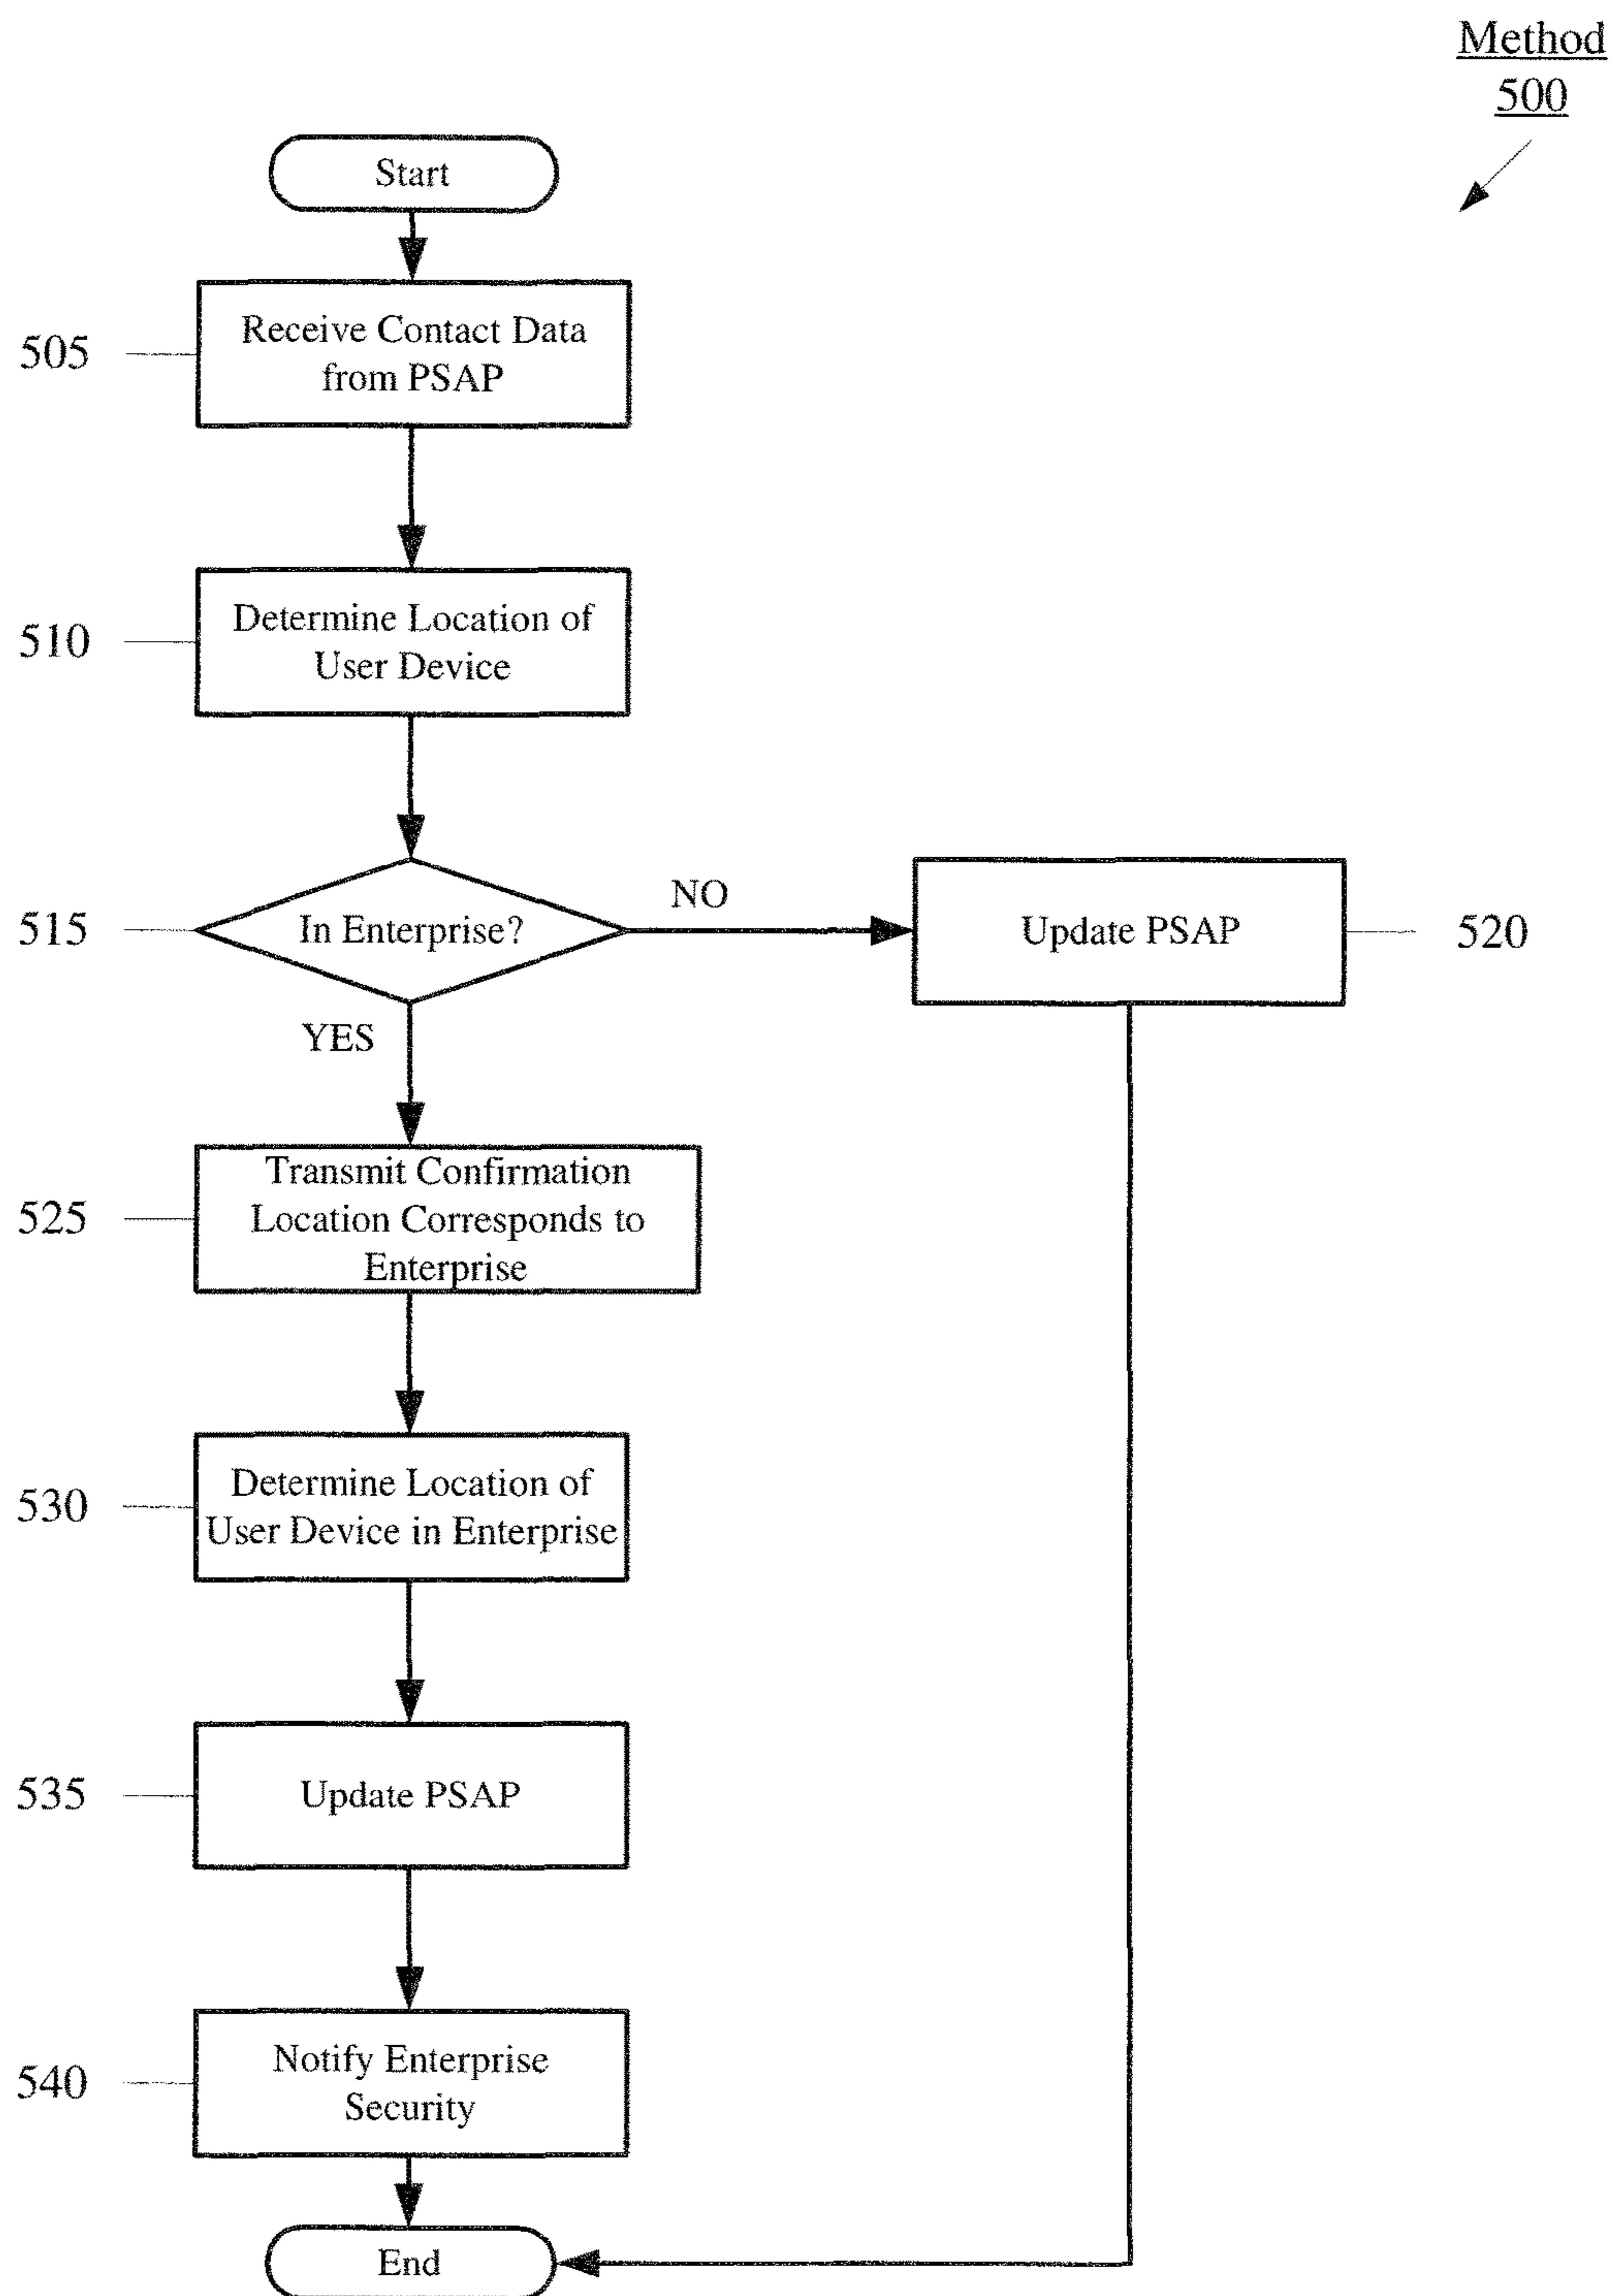 Method
500
Start
505
Receive Contact Data
from PSAP
510
Determine Location of
User Device
515
In Enterprise?
NO
Update PSAP
520
YES
525
Transmit Confirmation
Location Corresponds to
Enterprise
530
Determine Location of
User Device in Enterprise
535
Update PSAP
540
Notify Enterprise
Security
End